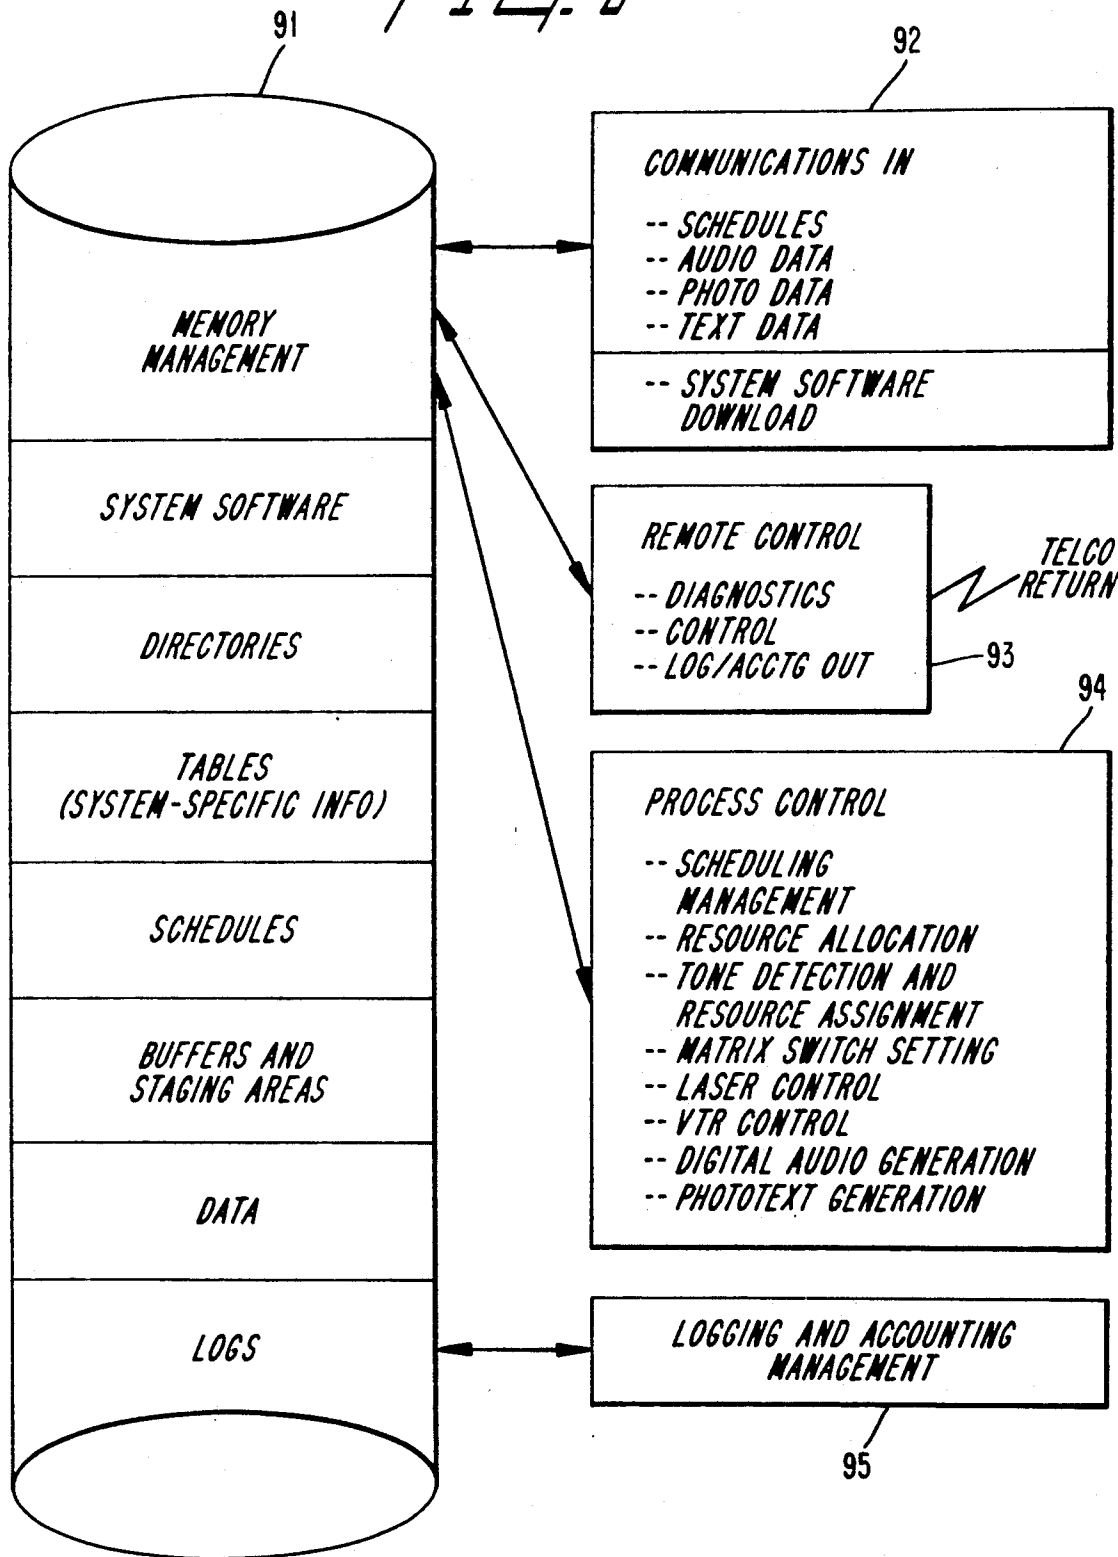 91
92
MEMORY
MANAGEMENT
SYSTEM SOFTWARE
DIRECTORIES
TABLES
(SYSTEM-SPECIFIC INFO)
SCHEDULES
BUFFERS AND
STAGING AREAS
DATA
LOGS
COMMUNICATIONS IN
-- SCHEDULES
-- AUDIO DATA
-- PHOTO DATA
-- TEXT DATA
-- SYSTEM SOFTWARE
DOWNLOAD
REMOTE CONTROL
-- DIAGNOSTICS
-- CONTROL
-- LOG/ACCTG OUT
TELCO
RETURN
93
94
PROCESS CONTROL
-- SCHEDULING
MANAGEMENT
-- RESOURCE ALLOCATION
-- TONE DETECTION AND
RESOURCE ASSIGNMENT
-- MATRIX SWITCH SETTING
-- LASER CONTROL
-- VTR CONTROL
-- DIGITAL AUDIO GENERATION
-- PHOTOTEXT GENERATION
LOGGING AND ACCOUNTING
MANAGEMENT
95